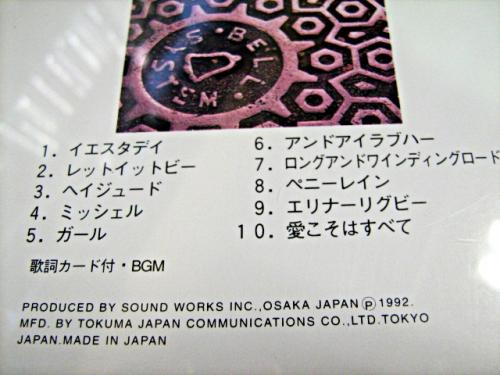 BELL SYSTEM
1. イエスタデイ
2. レットイットビー
3. ヘイジュード
4. ミッシェル
5. ガール
6. アンドアイラブハー
7. ロングアンドワインディングロード
8. ペニーレイン
9. エリナーリグビー
10. 愛こそはすべて
歌詞カード付・BGM
PRODUCED BY SOUND WORKS INC.,OSAKA JAPAN Ⓟ 1992.
MFD. BY TOKUMA JAPAN COMMUNICATIONS CO.,LTD.TOKYO
JAPAN.MADE IN JAPAN